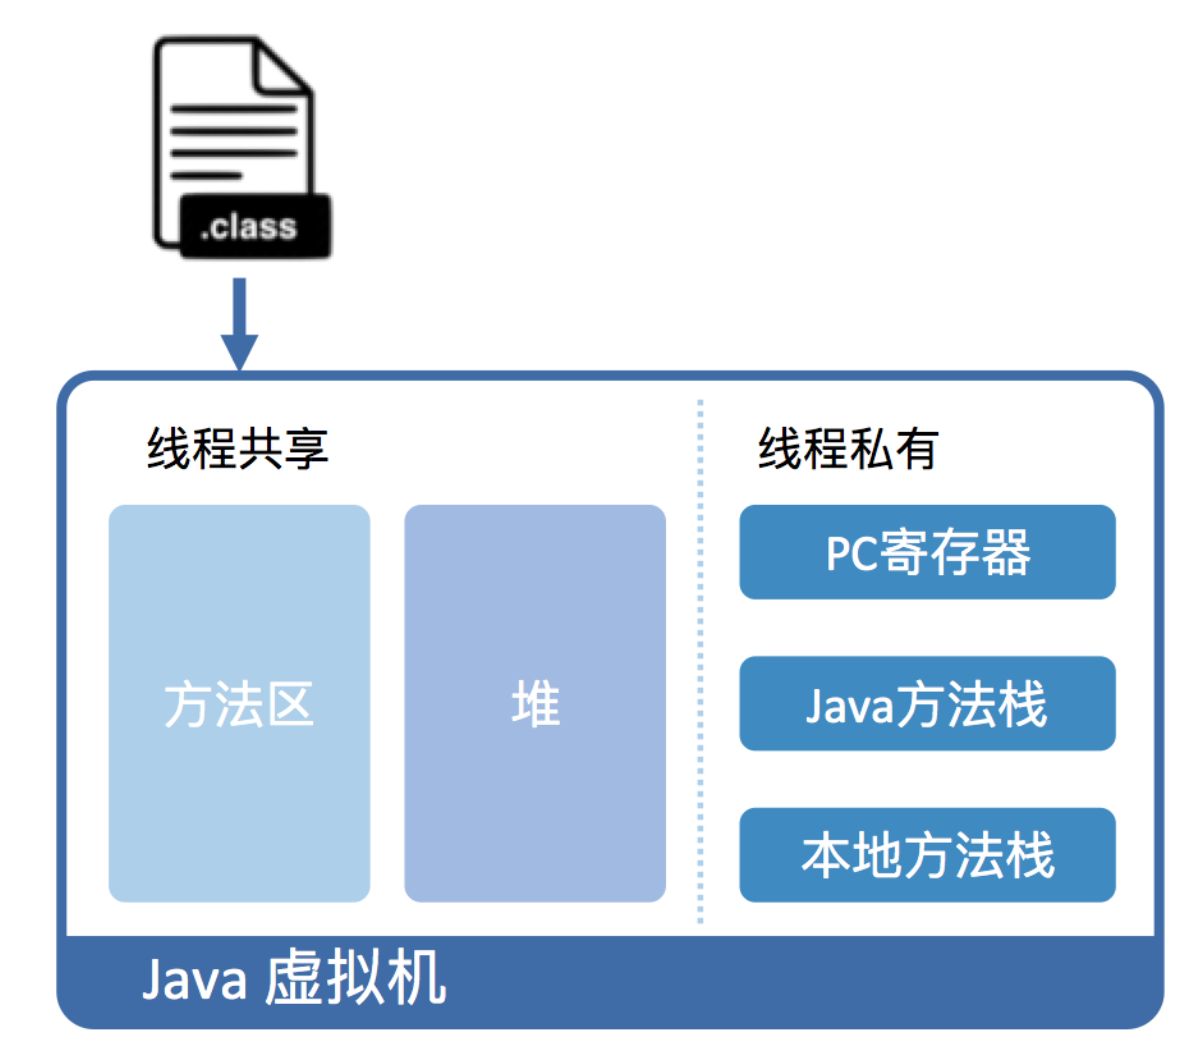 .class
线程共享
线程私有
方法区
堆
PC寄存器
Java方法栈
本地方法栈
Java 虚拟机